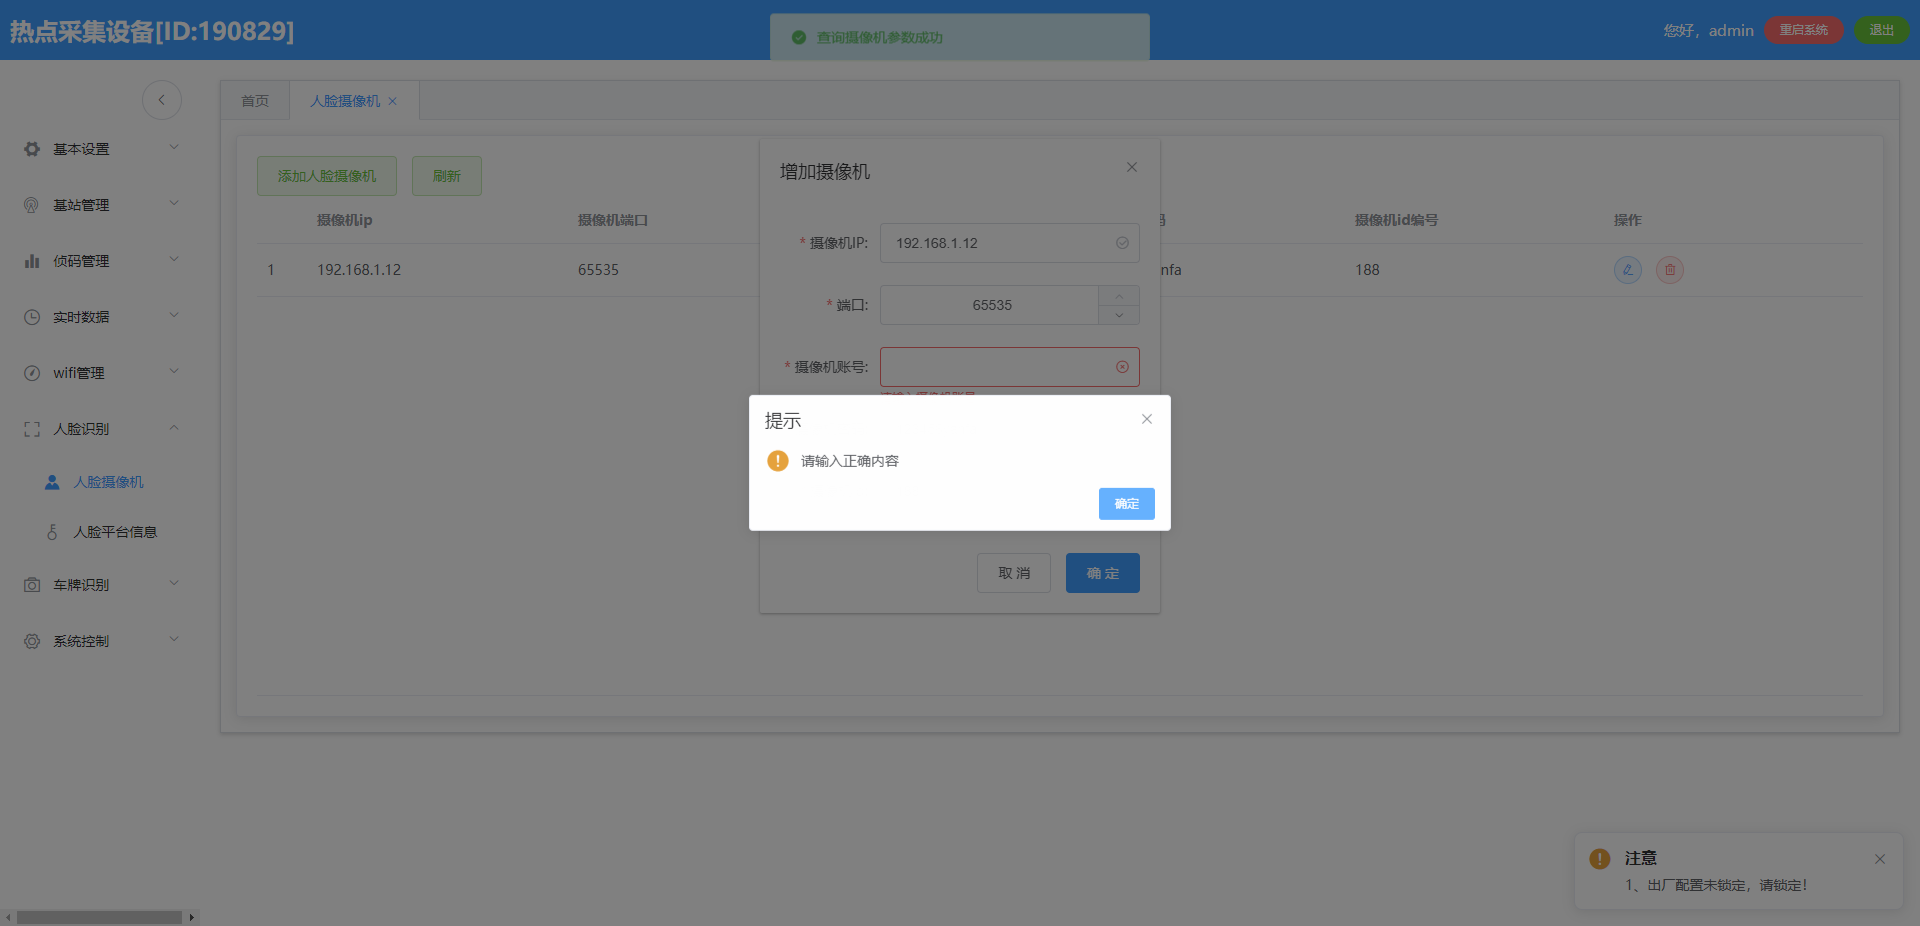 热点采集设备[ID:190829]
查询摄像机参数成功
您好，admin
重启系统
退出
首页
人脸摄像机
基本设置
基站管理
侦码管理
实时数据
wifi管理
人脸识别
人脸摄像机
人脸平台信息
车牌识别
系统控制
添加人脸摄像机
刷新
摄像机ip
摄像机端口
摄像机id编号
操作
1
192.168.1.12
65535
nfa
188
增加摄像机
* 摄像机IP:
192.168.1.12
* 端口:
65535
* 摄像机账号:
提示
请输入正确内容
确定
取 消
确 定
注意
1、出厂配置未锁定，请锁定！